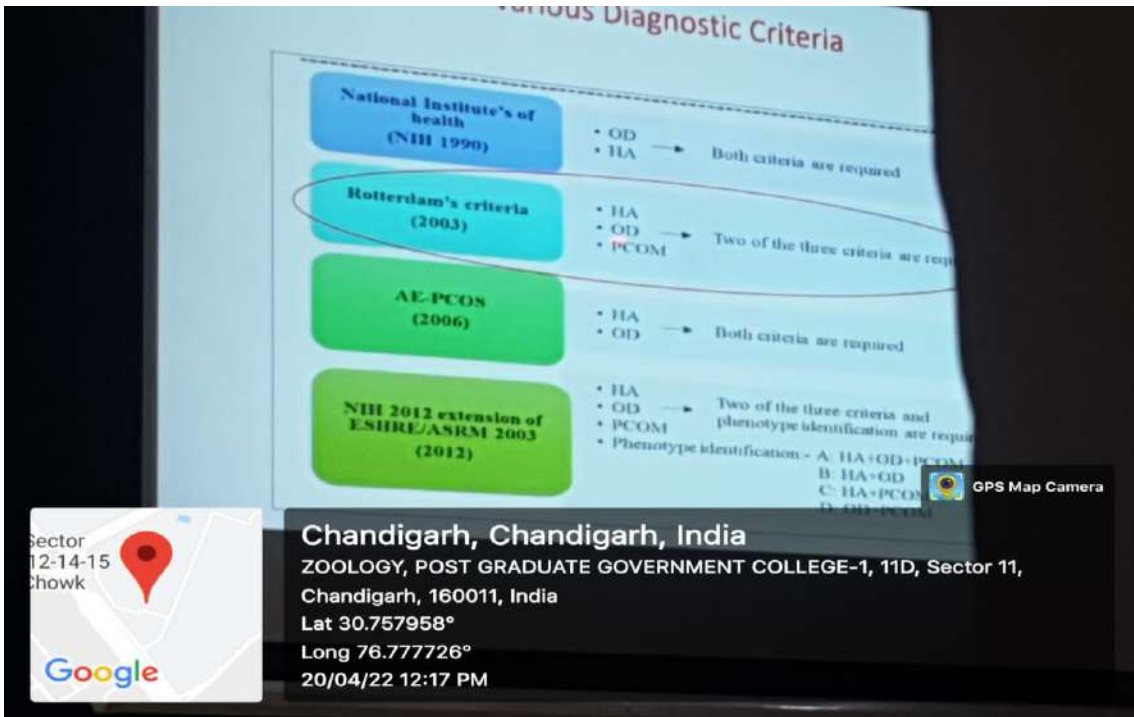 Various Diagnostic Criteria
National Institute's of
health
(NIH 1990)
• OD
• HA
Both criteria are required
Rotterdam's criteria
(2003)
• HA
• OD
• PCOM
Two of the three criteria are requ
AE-PCOS
(2006)
• HA
• OD
Both criteria are required
NIH 2012 extension of
ESHRE/ASRM 2003
(2012)
• HA
• OD
• PCOM
Two of the three criteria and
phenotype identification are requi
• Phenotype identification - A: HA+OD+PCOM
B: HA+OD
C: HA+PCOM
D: OD+PCOM
GPS Map Camera
Sector
12-14-15
Chowk
Google
Chandigarh, Chandigarh, India
ZOOLOGY, POST GRADUATE GOVERNMENT COLLEGE-1, 11D, Sector 11,
Chandigarh, 160011, India
Lat 30.757958°
Long 76.777726°
20/04/22 12:17 PM